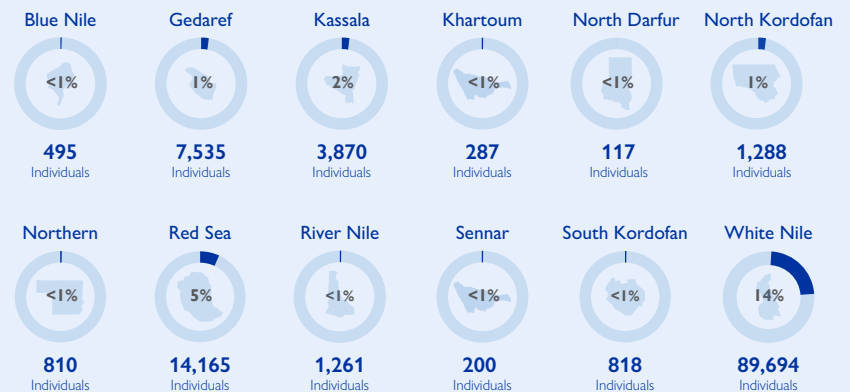 Blue Nile Gedaref Kassala Khartoum North Darfur North Kordofan
<1% 1% 2% <1% <1% 1%
495 7,535 3,870 287 117 1,288
Individuals Individuals Individuals Individuals Individuals Individuals
Northern Red Sea River Nile Sennar South Kordofan White Nile
<1% 5% <1% <1% <1% 14%
810 14,165 1,261 200 818 89,694
Individuals Individuals Individuals Individuals Individuals Individuals